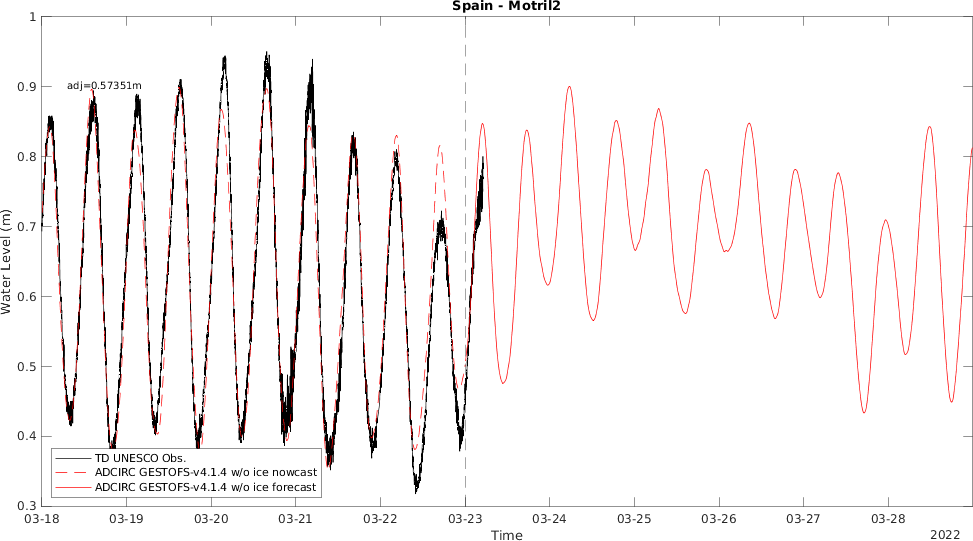 Spain - Motril2
1
0.9
0.8
0.7
0.6
0.5
0.4
0.3
Water Level (m)
adj=0.57351m
TD UNESCO Obs.
ADCIRC GESTOFS-v4.1.4 w/o ice nowcast
ADCIRC GESTOFS-v4.1.4 w/o ice forecast
03-18 03-19 03-20 03-21 03-22 03-23 03-24 03-25 03-26 03-27 03-28
Time
2022